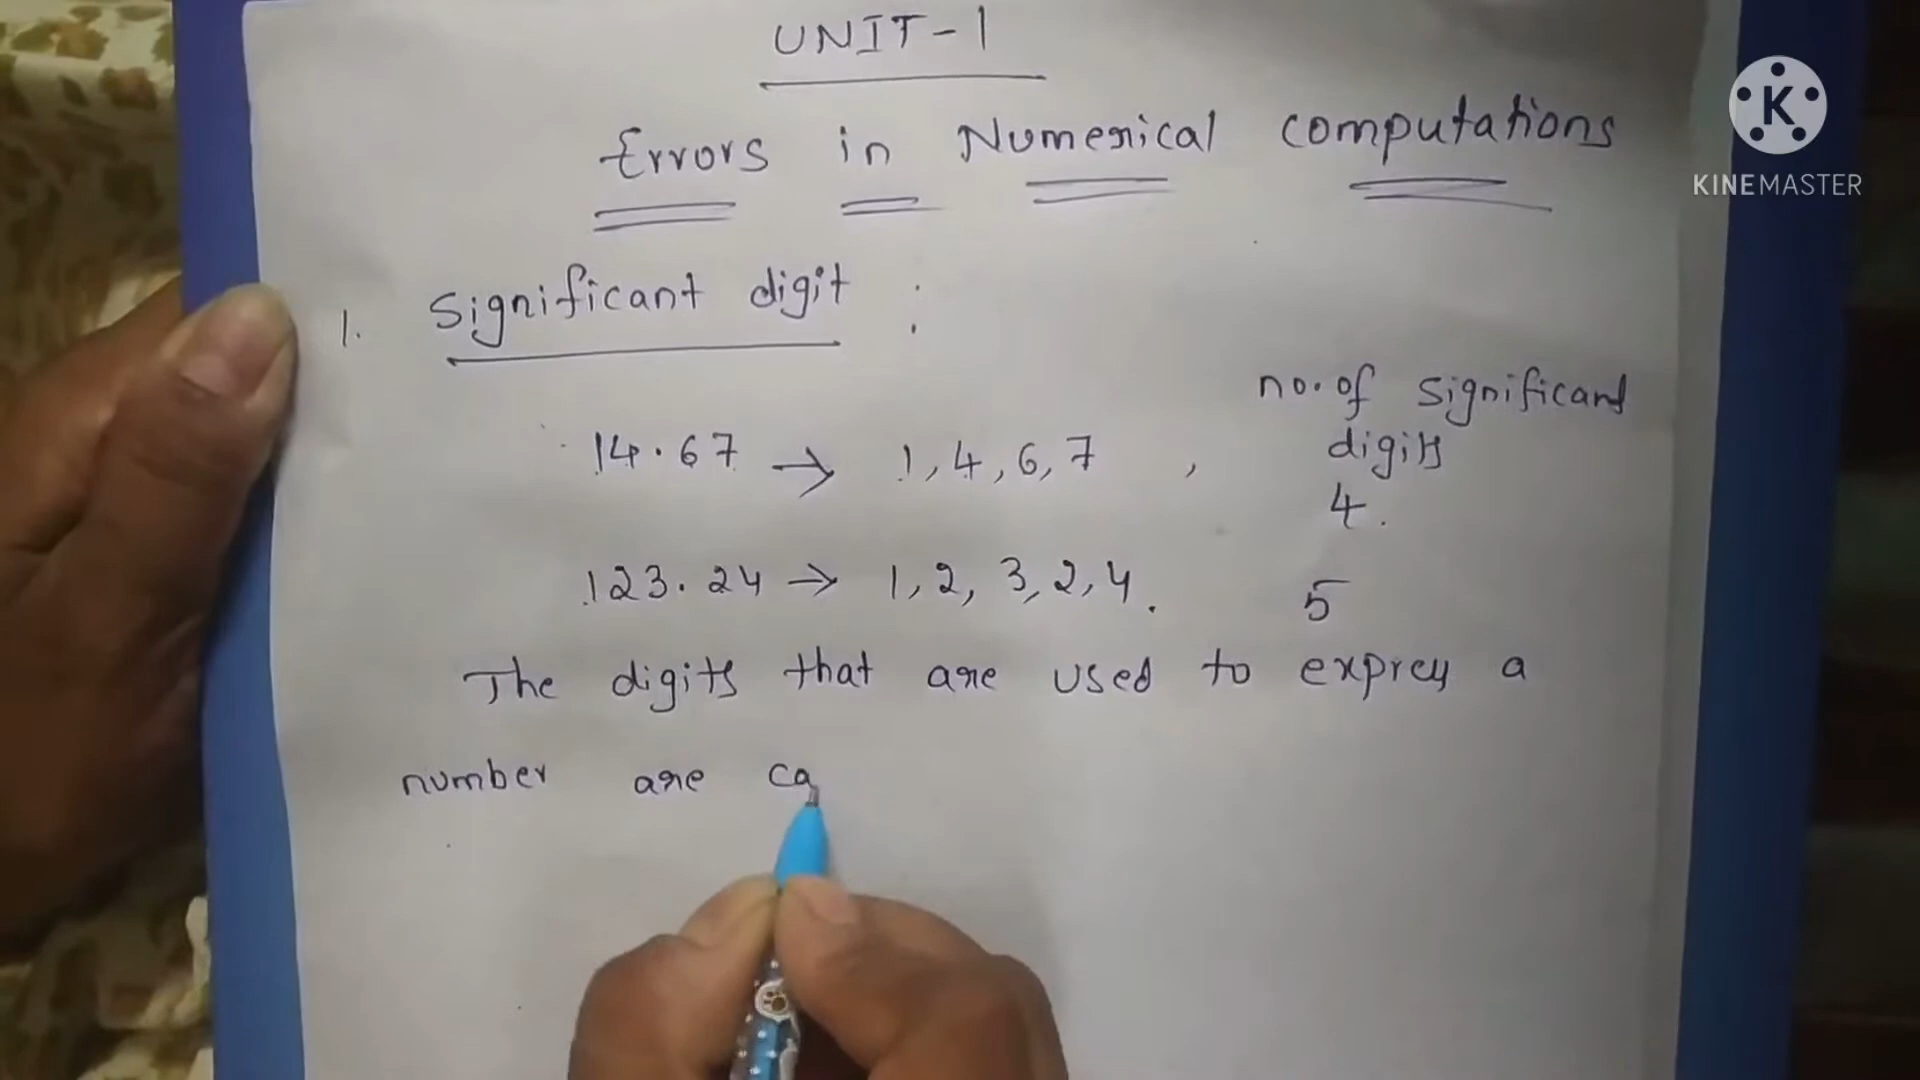 UNIT-1
Errors in Numerical computations
K
KINEMASTER
1. Significant digit :
no. of significant
digits
14.67 → 1, 4, 6, 7 ,
4.
123.24 → 1, 2, 3, 2, 4. 5
The digits that are used to express a
number are ca